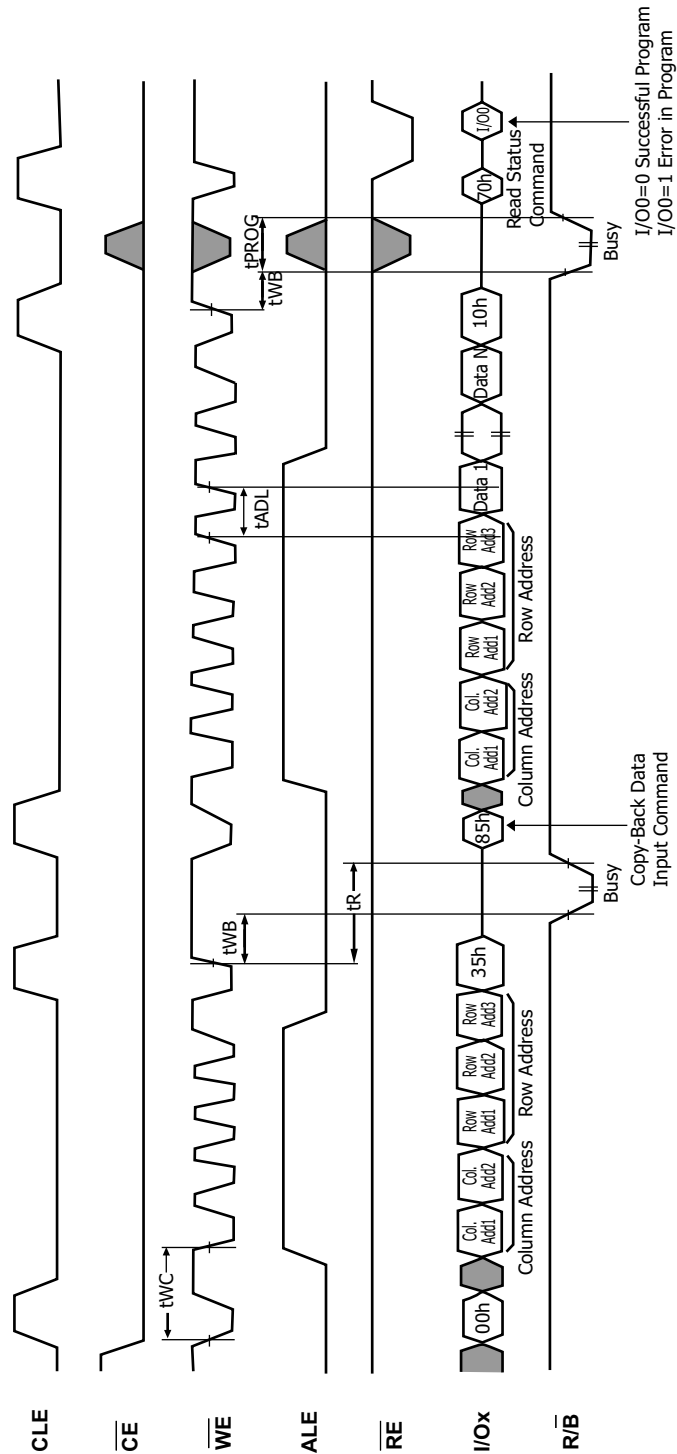 CLE
CE
WE
ALE
RE
I/Ox
R/B
tWC
tWB
tR
tADL
tWB
tPROG
00h
Col.
Add1
Col.
Add2
Row
Add1
Row
Add2
Row
Add3
35h
85h
Col.
Add1
Col.
Add2
Row
Add1
Row
Add2
Row
Add3
Data 1
Data N
10h
70h
I/O0
Column Address
Row Address
Column Address
Row Address
Read Status
Command
Busy
Copy-Back Data
Input Command
Busy
I/O0=0 Successful Program
I/O0=1 Error in Program